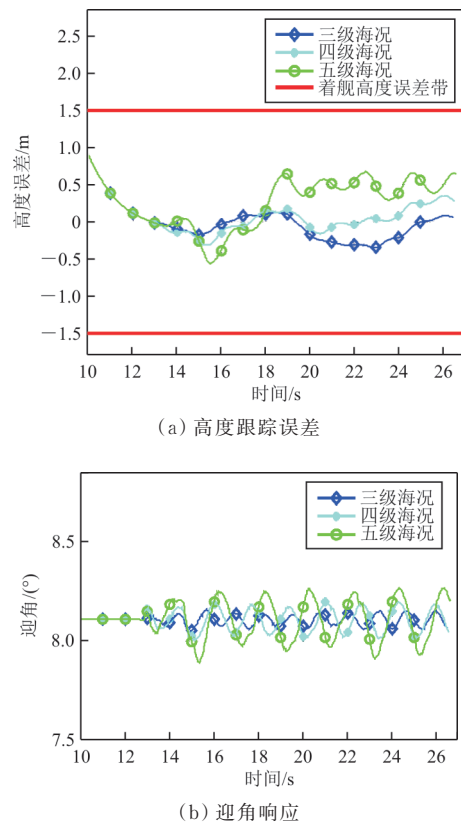 三级海况
四级海况
五级海况
着舰高度误差带
高度误差/m
2.5
2.0
1.5
1.0
0.5
0
−0.5
−1.0
−1.5
10 12 14 16 18 20 22 24 26
时间/s
(a) 高度跟踪误差
三级海况
四级海况
五级海况
迎角/(°)
8.5
8.0
7.5
10 12 14 16 18 20 22 24 26
时间/s
(b) 迎角响应